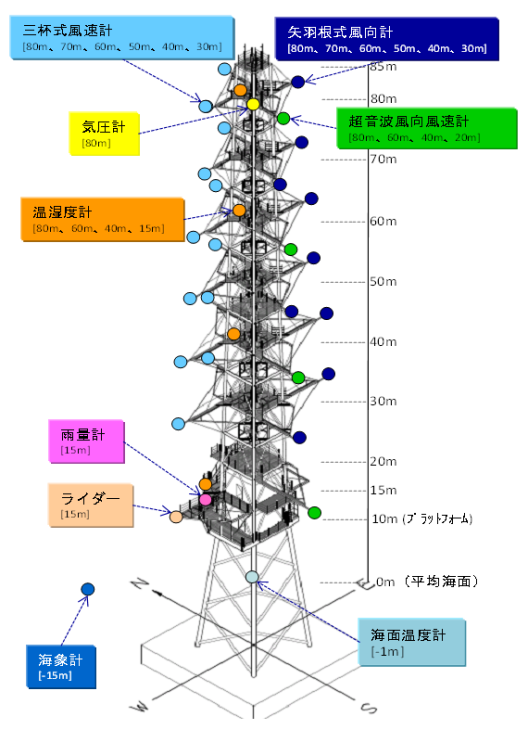 三杯式風速計
[80m、70m、60m、50m、40m、30m]
矢羽根式風向計
[80m、70m、60m、50m、40m、30m]
85m
気圧計
[80m]
80m
超音波風向風速計
[80m、60m、40m、20m]
70m
温湿度計
[80m、60m、40m、15m]
60m
50m
40m
30m
雨量計
[15m]
20m
ライダー
[15m]
15m
10m (ﾌﾟﾗｯﾄﾌｫｰﾑ)
N
E
0m (平均海面)
海象計
[-15m]
海面温度計
[-1m]
W
S